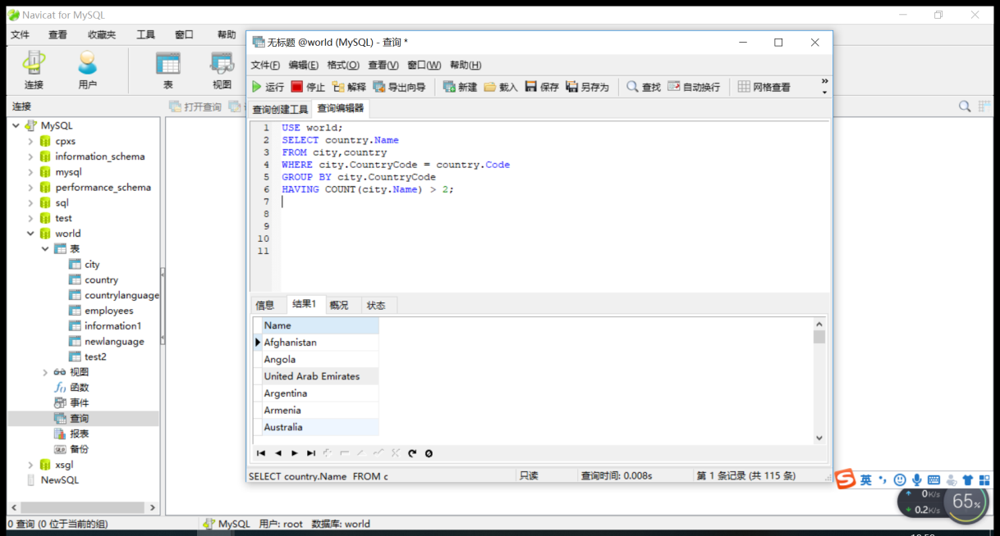 Navicat for MySQL
文件 查看 收藏夹 工具 窗口 帮助
连接 用户 表 视图
连接
打开查询
MySQL
cpxs
information_schema
mysql
performance_schema
sql
test
world
表
city
country
countrylanguage
employees
information1
newlanguage
test2
视图
函数
事件
查询
报表
备份
xsgl
NewSQL
无标题 @world (MySQL) - 查询 *
文件(F) 编辑(E) 格式(O) 查看(V) 窗口(W) 帮助(H)
运行 停止 解释 导出向导 新建 载入 保存 另存为 查找 自动换行 网格查看 »
查询创建工具 查询编辑器
1 USE world;
2 SELECT country.Name
3 FROM city,country
4 WHERE city.CountryCode = country.Code
5 GROUP BY city.CountryCode
6 HAVING COUNT(city.Name) > 2;
7
8
9
10
11
信息 结果1 概况 状态
Name
Afghanistan
Angola
United Arab Emirates
Argentina
Armenia
Australia
SELECT country.Name FROM c 只读 查询时间: 0.008s 第 1 条记录 (共 115 条)
英
0K/s
0.2K/s
65%
0 查询 (0 位于当前的组) MySQL 用户: root 数据库: world